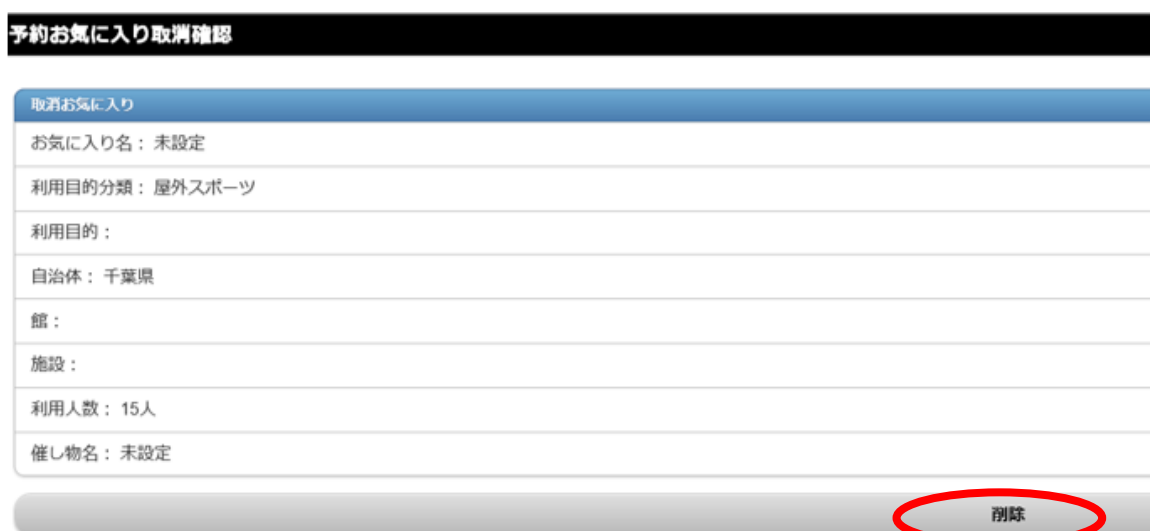 予約お気に入り取消確認
取消お気に入り
お気に入り名： 未設定
利用目的分類： 屋外スポーツ
利用目的：
自治体： 千葉県
館：
施設：
利用人数： 15人
催し物名： 未設定
削除